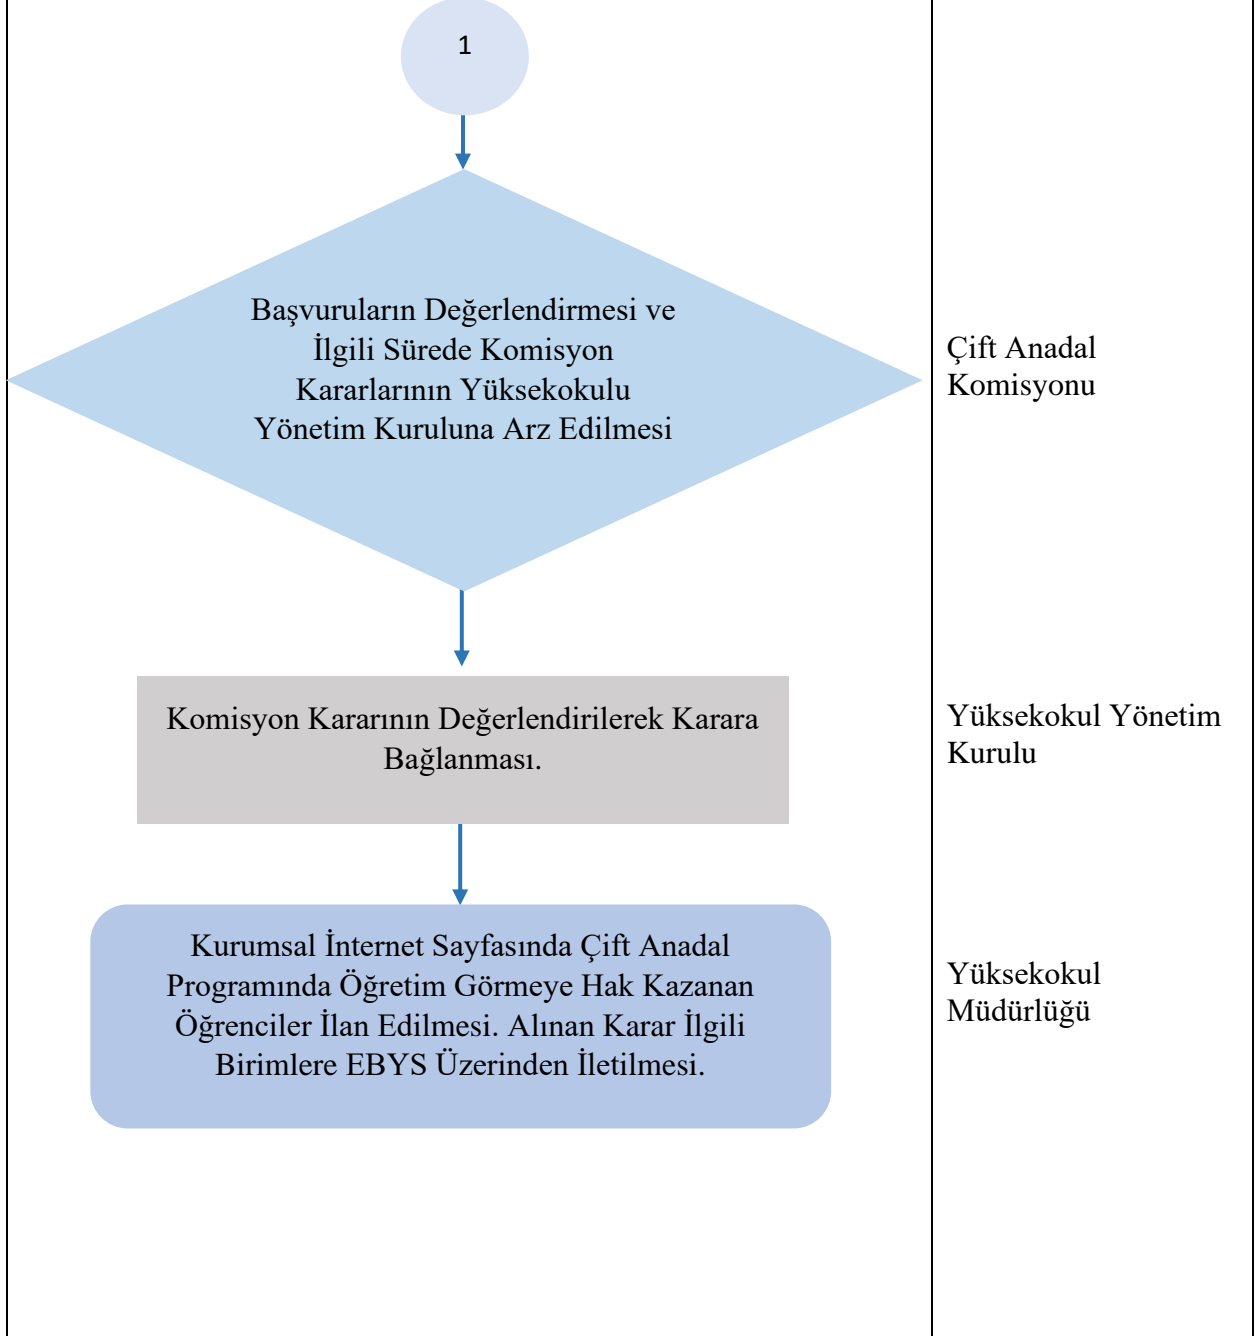 1
Başvuruların Değerlendirmesi ve
İlgili Sürede Komisyon
Kararlarının Yüksekokulu
Yönetim Kuruluna Arz Edilmesi
Çift Anadal
Komisyonu
Komisyon Kararının Değerlendirilerek Karara
Bağlanması.
Yüksekokul Yönetim
Kurulu
Kurumsal İnternet Sayfasında Çift Anadal
Programında Öğretim Görmeye Hak Kazanan
Öğrenciler İlan Edilmesi. Alınan Karar İlgili
Birimlere EBYS Üzerinden İletilmesi.
Yüksekokul
Müdürlüğü